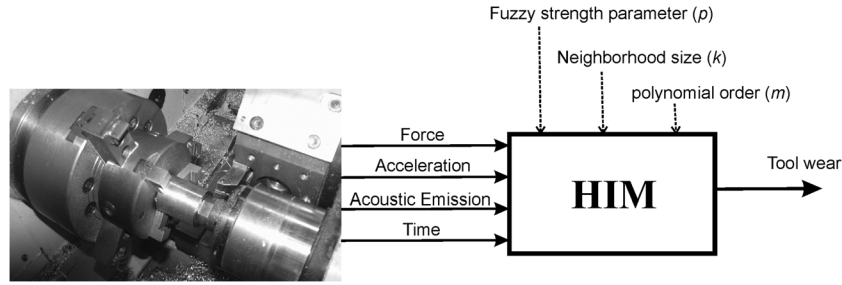 Fuzzy strength parameter (p)
Neighborhood size (k)
polynomial order (m)
Force
Acceleration
Acoustic Emission
Time
HIM
Tool wear